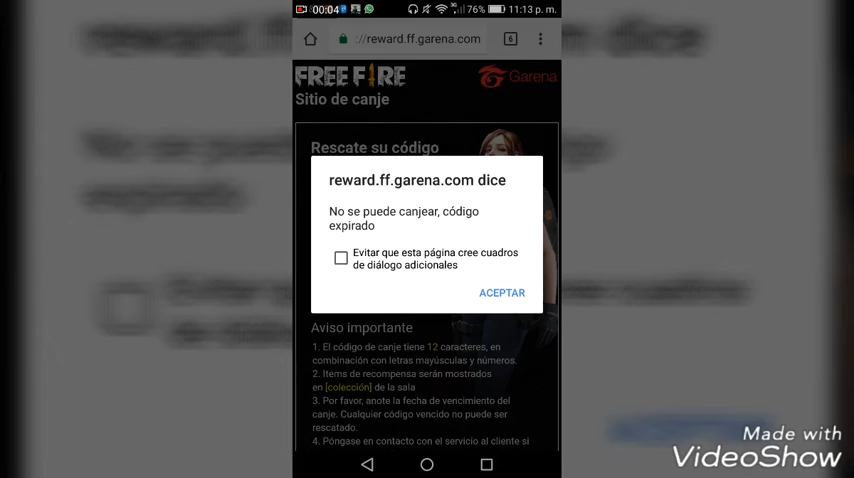 00:04 3G 76% 11:13 p. m.
://reward.ff.garena.com 6
FREE FIRE Garena
Sitio de canje
Rescate su código
reward.ff.garena.com dice
No se puede canjear, código
expirado
Evitar que esta página cree cuadros
de diálogo adicionales
ACEPTAR
Aviso importante
1. El código de canje tiene 12 caracteres, en
combinación con letras mayúsculas y números.
2. Items de recompensa serán mostrados
en [colección] de la sala
3. Por favor, anote la fecha de vencimiento del
canje. Cualquier código vencido no puede ser
rescatado.
4. Póngase en contacto con el servicio al cliente si
Made with
VideoShow